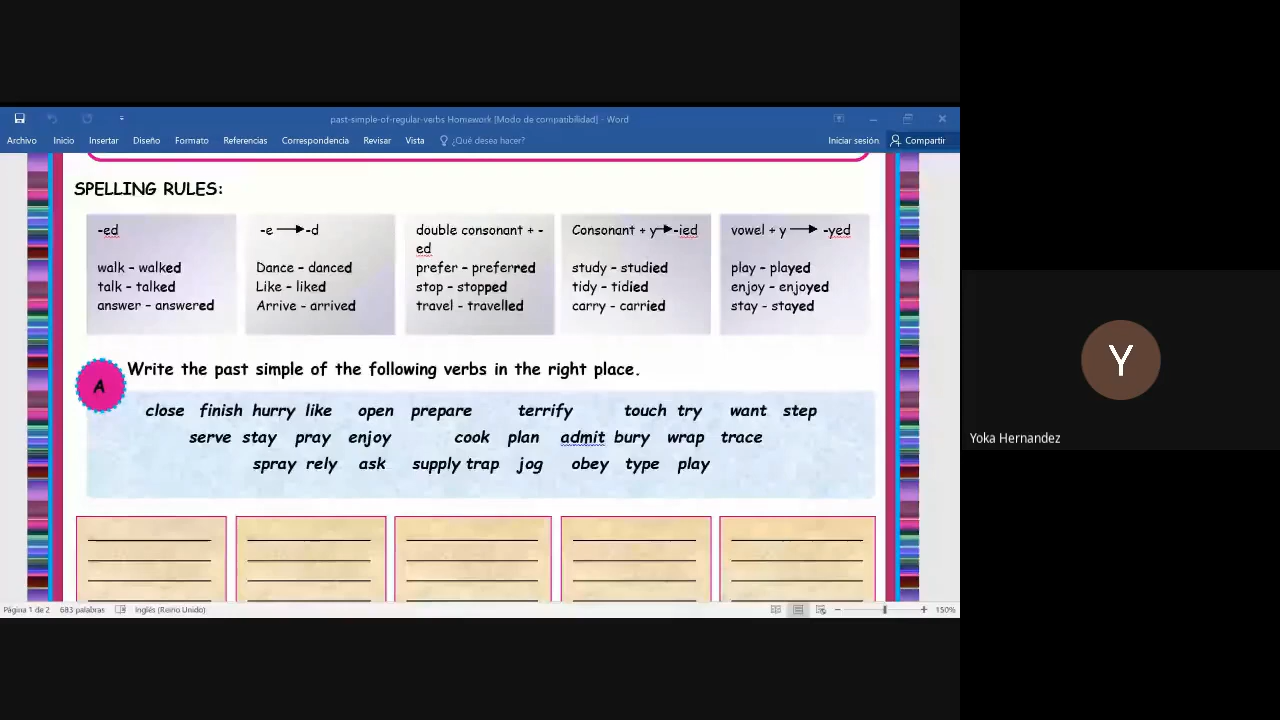 past-simple-of-regular-verbs Homework [Modo de compatibilidad] - Word
Archivo Inicio Insertar Diseño Formato Referencias Correspondencia Revisar Vista ¿Qué desea hacer? Iniciar sesión Compartir
SPELLING RULES:
-ed
walk – walked
talk – talked
answer – answered
-e → -d
Dance – danced
Like – liked
Arrive – arrived
double consonant + -
ed
prefer – preferred
stop – stopped
travel – travelled
Consonant + y → -ied
study – studied
tidy – tidied
carry – carried
vowel + y → -yed
play – played
enjoy – enjoyed
stay – stayed
A
Write the past simple of the following verbs in the right place.
close finish hurry like open prepare terrify touch try want step
serve stay pray enjoy cook plan admit bury wrap trace
spray rely ask supply trap jog obey type play
Página 1 de 2 683 palabras Inglés (Reino Unido) 150%
Y
Yoka Hernandez